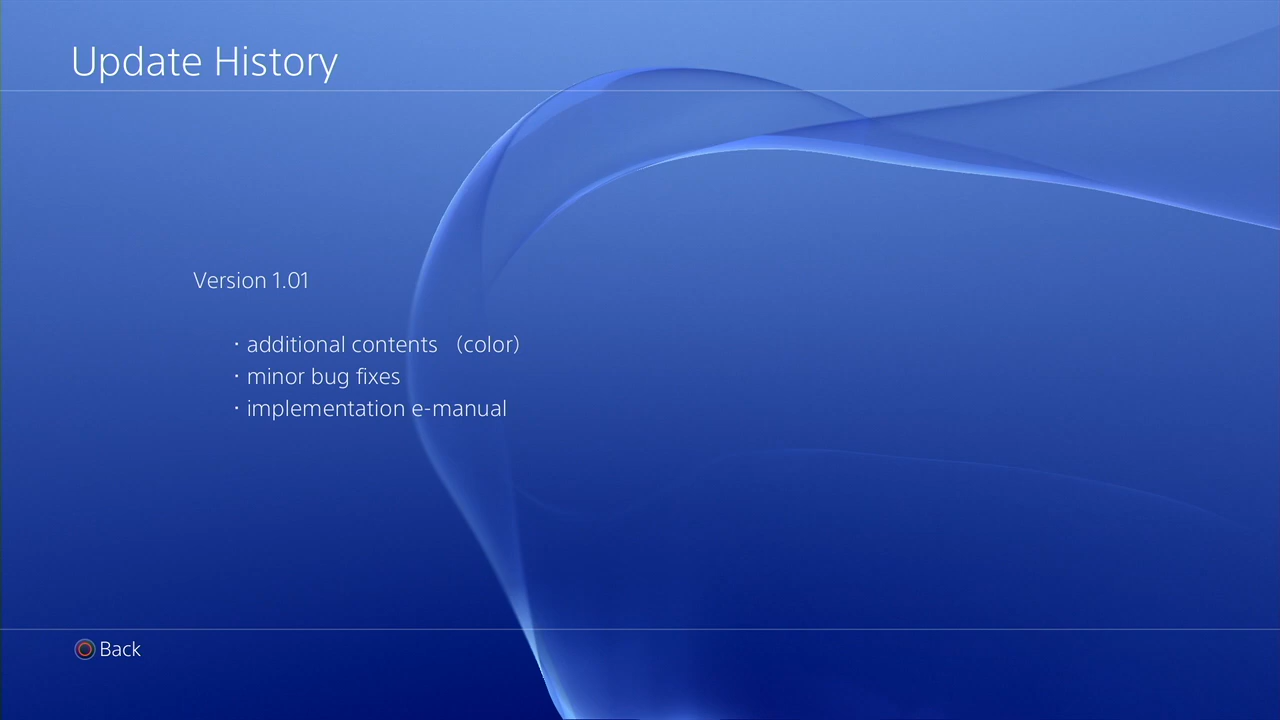 Update History
Version 1.01
・additional contents （color）
・minor bug fixes
・implementation e-manual
Back